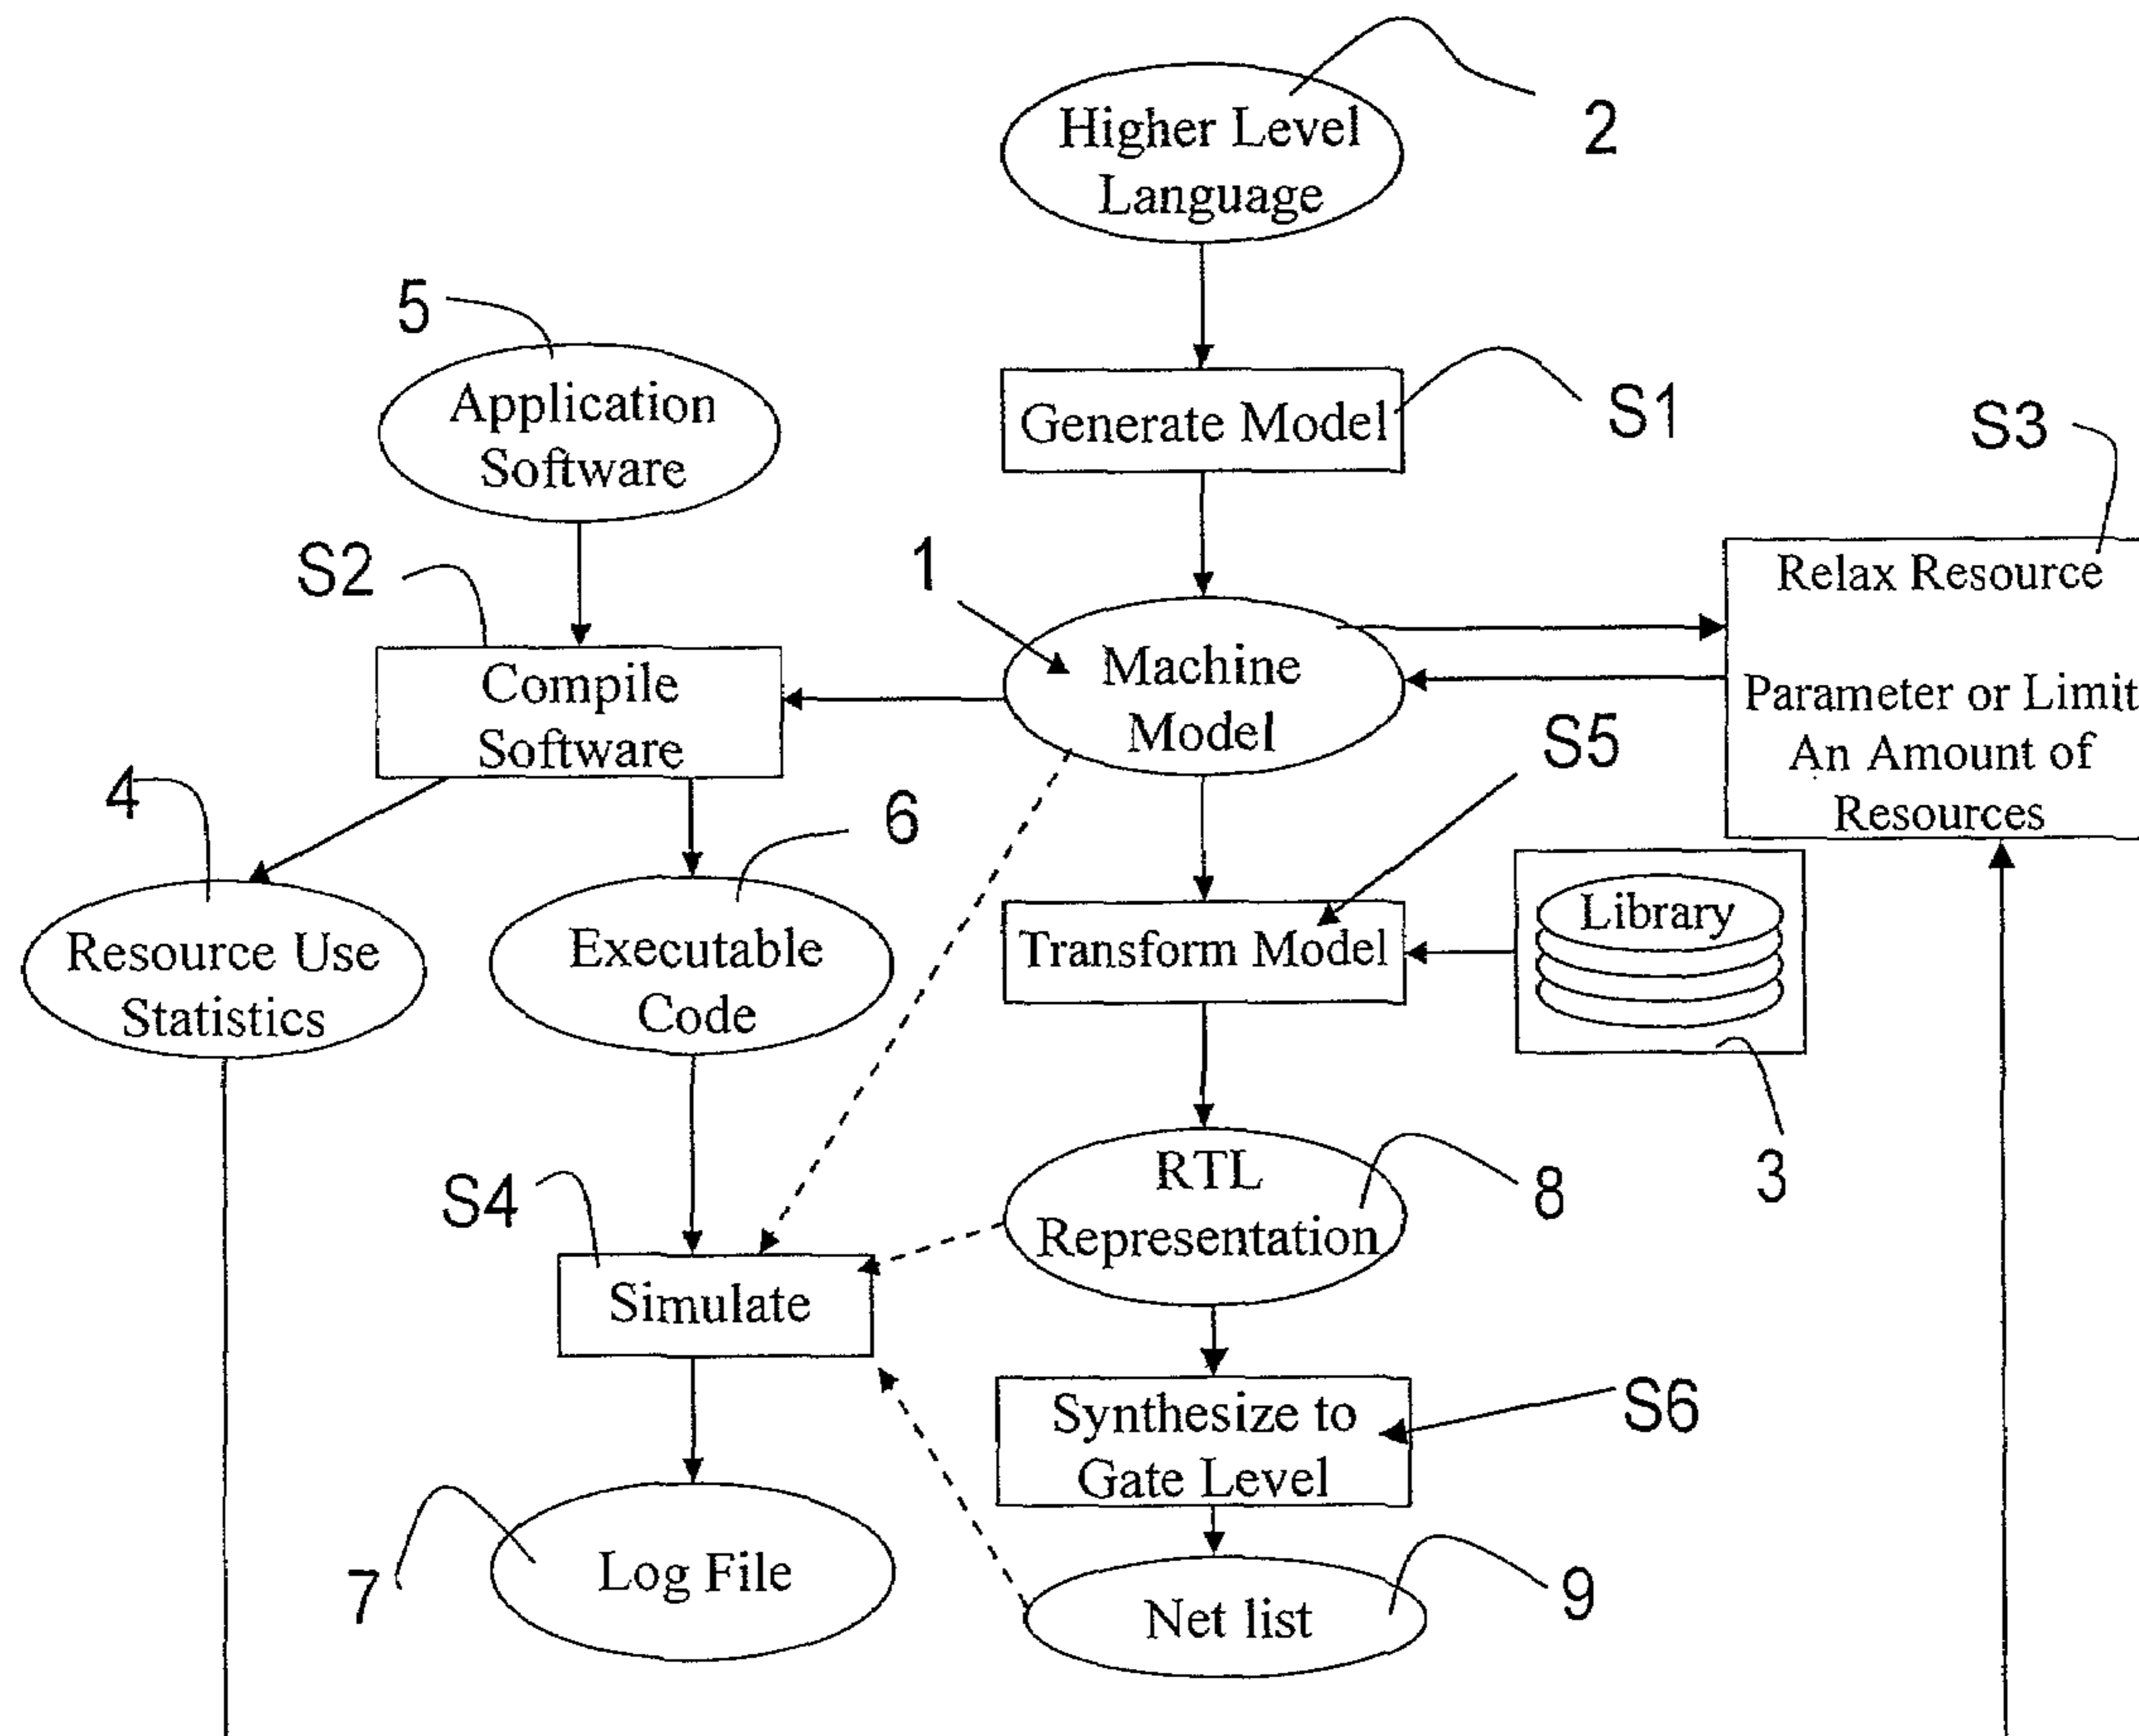 2
Higher Level
Language
5
Application
Software
Generate Model
S1
S3
S2
1
Relax Resource
Compile
Software
Machine
Model
Parameter or Limit
An Amount of
Resources
S5
4
6
Library
Resource Use
Statistics
Executable
Code
Transform Model
3
S4
RTL
Representation
8
Simulate
Synthesize to
Gate Level
S6
7
Log File
Net list
9